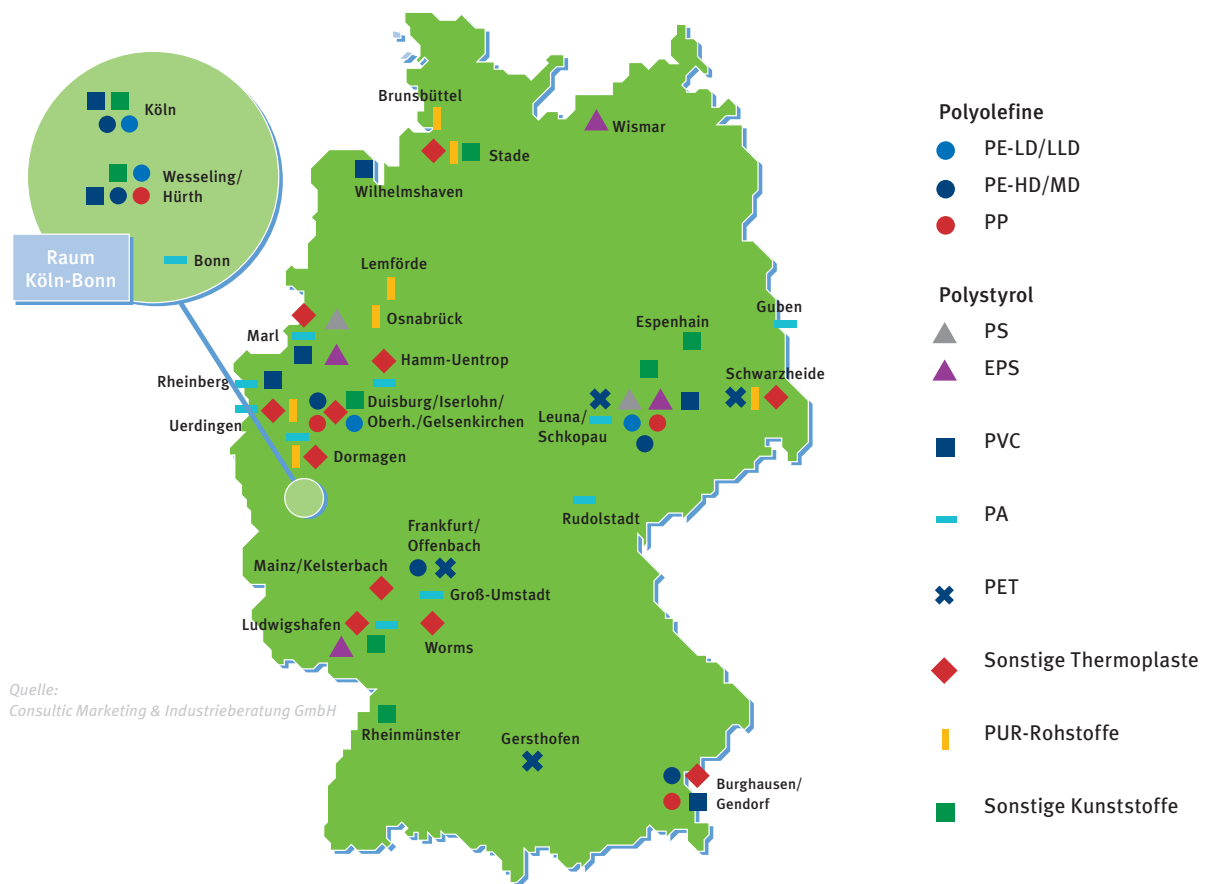 Brunsbüttel
Wismar
Stade
Wilhelmshaven
Köln
Wesseling/
Hürth
Bonn
Raum
Köln-Bonn
Lemförde
Osnabrück
Marl
Hamm-Uentrop
Rheinberg
Uerdingen
Duisburg/Iserlohn/
Oberh./Gelsenkirchen
Dormagen
Guben
Espenhain
Schwarzheide
Leuna/
Schkopau
Rudolstadt
Frankfurt/
Offenbach
Mainz/Kelsterbach
Groß-Umstadt
Ludwigshafen
Worms
Rheinmünster
Gersthofen
Burghausen/
Gendorf
Quelle:
Consultic Marketing & Industrieberatung GmbH
Polyolefine
PE-LD/LLD
PE-HD/MD
PP
Polystyrol
PS
EPS
PVC
PA
PET
Sonstige Thermoplaste
PUR-Rohstoffe
Sonstige Kunststoffe